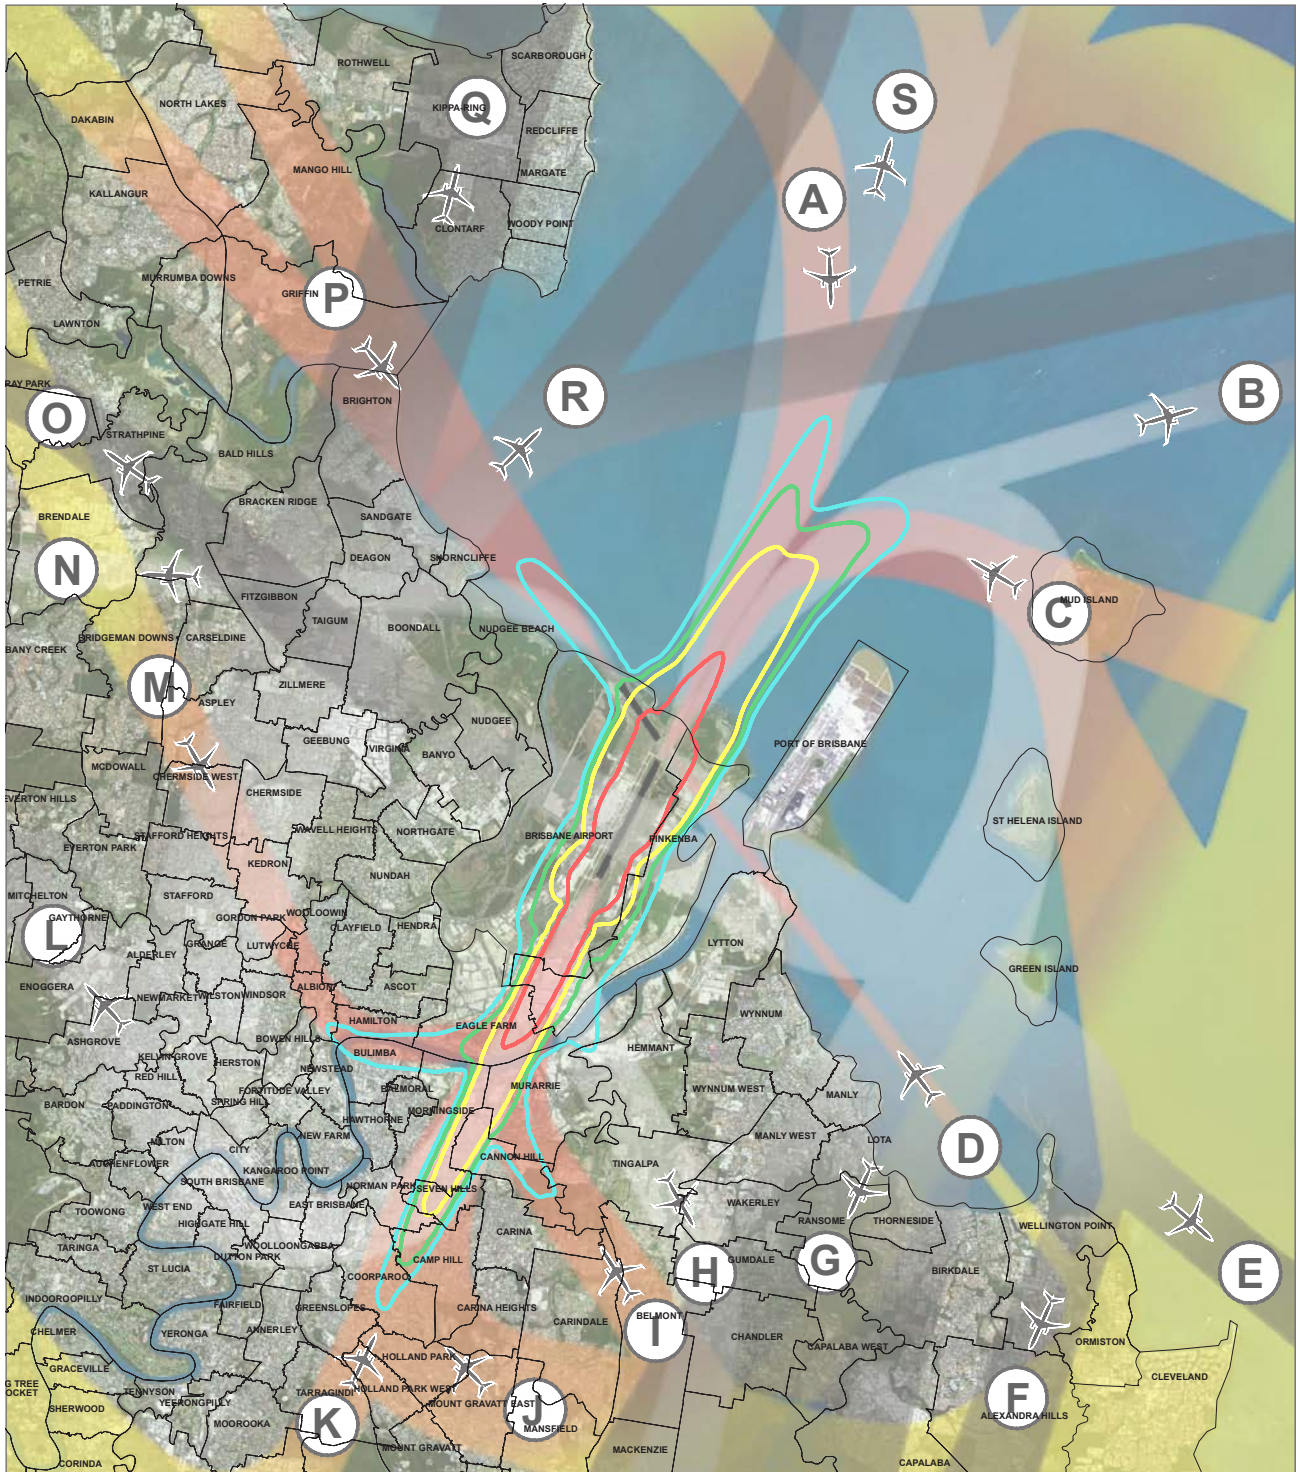 SCARBOROUGH
ROTHWELL
S
NORTH LAKES
Q
KIPPA-RING
DAKABIN
REDCLIFFE
MANGO HILL
MARGATE
KALLANGUR
A
WOODY POINT
CLONTARF
MURRUMBA DOWNS
PETRIE
GRIFFIN
P
LAWNTON
RAY PARK
R
B
BRIGHTON
O
STRATHPINE
BALD HILLS
BRACKEN RIDGE
BRENDALE
SANDGATE
DEAGON
SHORNCLIFFE
N
FITZGIBBON
MUD ISLAND
C
TAIGUM
BOONDALL
NUDGEE BEACH
BRIDGEMAN DOWNS
CARSELDINE
BANY CREEK
M
ZILLMERE
ASPLEY
NUDGEE
GEEBUNG
VIRGINIA
BANYO
PORT OF BRISBANE
MCDOWALL
CHERMSIDE WEST
CHERMSIDE
EVERTON HILLS
ST HELENA ISLAND
WAVELL HEIGHTS
NORTHGATE
STAFFORD HEIGHTS
BRISBANE AIRPORT
PINKENBA
EVERTON PARK
KEDRON
NUNDAH
MITCHELTON
STAFFORD
GAYTHORNE
GORDON PARK
WOOLOOWIN
CLAYFIELD
HENDRA
L
GRANGE
LUTWYCHE
LYTTON
ALDERLEY
GREEN ISLAND
ENOGGERA
ALBION
ASCOT
NEWMARKET
WILSTON
WINDSOR
WYNNUM
HAMILTON
EAGLE FARM
ASHGROVE
BOWEN HILLS
HEMMANT
BULIMBA
KELVIN GROVE
HERSTON
NEWSTEAD
RED HILL
BALMORAL
MURARRIE
WYNNUM WEST
FORTITUDE VALLEY
MANLY
BARDON
PADDINGTON
SPRING HILL
MORNINGSIDE
HAWTHORNE
NEW FARM
MANLY WEST
LOTA
MILTON
CITY
D
CANNON HILL
AUCHENFLOWER
TINGALPA
KANGAROO POINT
SOUTH BRISBANE
NORMAN PARK
SEVEN HILLS
WEST END
EAST BRISBANE
WAKERLEY
TOOWONG
HIGHGATE HILL
RANSOME
THORNESIDE
WELLINGTON POINT
CARINA
TARINGA
WOOLLOONGABBA
DUTTON PARK
CAMP HILL
GUMDALE
G
ST LUCIA
COORPAROO
H
BIRKDALE
E
INDOOROOPILLY
FAIRFIELD
GREENSLOPES
CARINA HEIGHTS
BELMONT
CARINDALE
ANNERLEY
I
CHELMER
YERONGA
CHANDLER
CAPALABA WEST
ORMISTON
GRACEVILLE
HOLLAND PARK
CLEVELAND
G TREE
OCKET
TENNYSON
TARRAGINDI
HOLLAND PARK WEST
F
SHERWOOD
YEERONGPILLY
MOUNT GRAVATT EAST
J
ALEXANDRA HILLS
MOOROOKA
K
MANSFIELD
MOUNT GRAVATT
MACKENZIE
CORINDA
CAPALABA